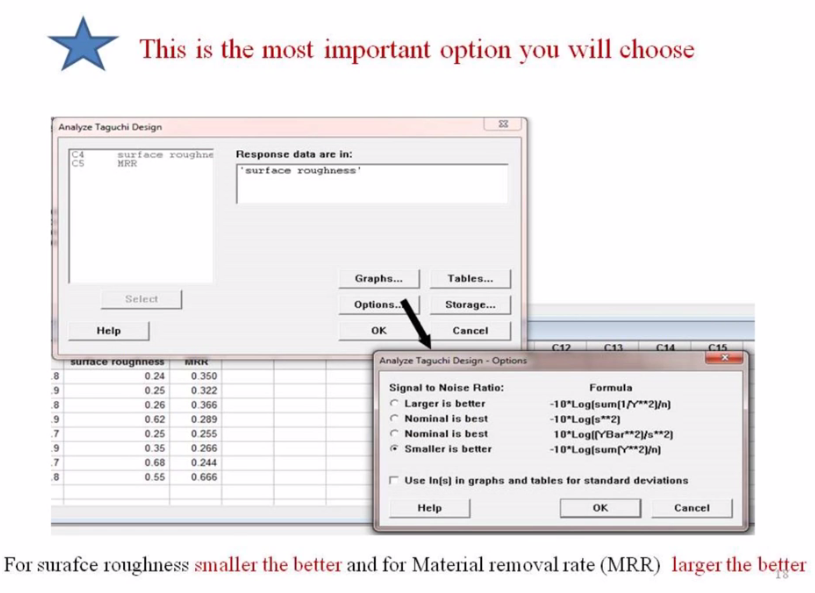 This is the most important option you will choose
Analyze Taguchi Design
C4 surface roughne
C5 MRR
Response data are in:
'surface roughness'
Graphs... Tables...
Select
Options... Storage...
Help OK Cancel
C12 C13 C14 C15
surface roughness MRR
.8 0.24 0.350
.9 0.25 0.322
.8 0.26 0.366
.9 0.62 0.289
.7 0.25 0.255
.9 0.35 0.266
.7 0.68 0.244
.8 0.55 0.666
Analyze Taguchi Design - Options
Signal to Noise Ratio: Formula
Larger is better -10*Log(sum(1/Y**2)/n)
Nominal is best -10*Log(s**2)
Nominal is best 10*Log((YBar**2)/s**2)
Smaller is better -10*Log(sum(Y**2)/n)
Use ln(s) in graphs and tables for standard deviations
Help OK Cancel
For surafce roughness smaller the better and for Material removal rate (MRR) larger the better
18